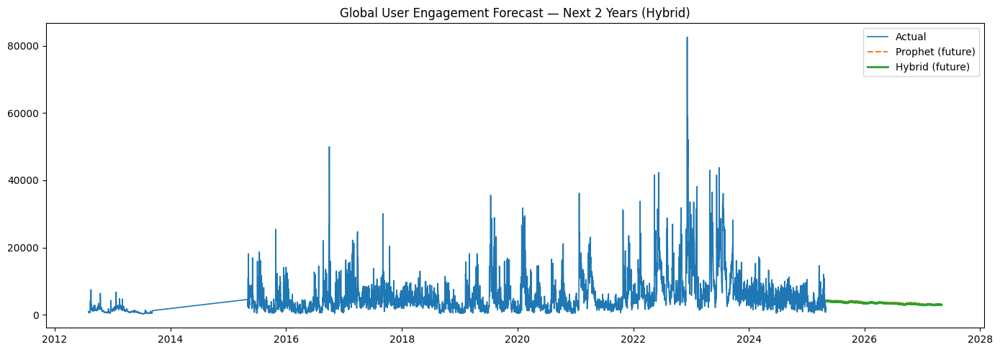 Global User Engagement Forecast — Next 2 Years (Hybrid)
Actual
Prophet (future)
Hybrid (future)
80000
60000
40000
20000
0
2012 2014 2016 2018 2020 2022 2024 2026 2028